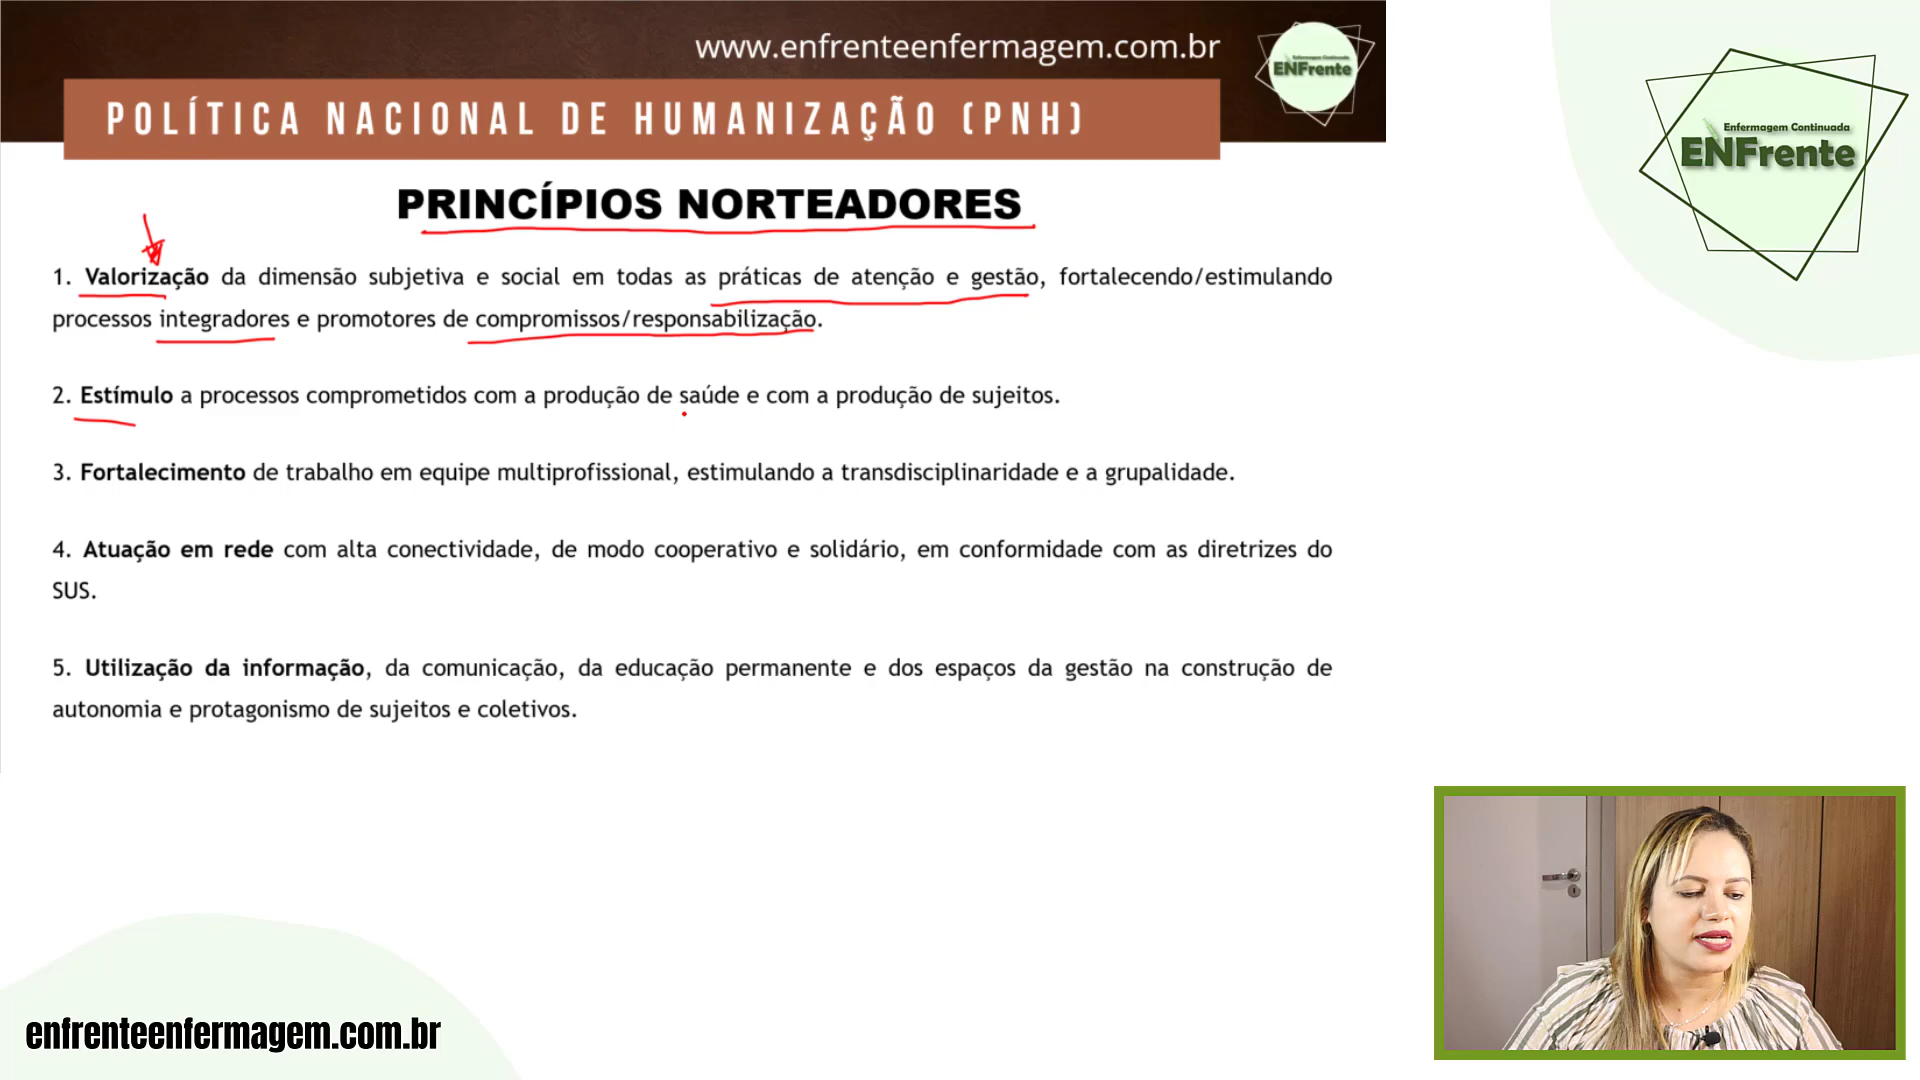 www.enfrenteenfermagem.com.br
Enfermagem Continuada
ENFrente
POLÍTICA NACIONAL DE HUMANIZAÇÃO (PNH)
Enfermagem Continuada
ENFrente
PRINCÍPIOS NORTEADORES
1. Valorização da dimensão subjetiva e social em todas as práticas de atenção e gestão, fortalecendo/estimulando
processos integradores e promotores de compromissos/responsabilização.
2. Estímulo a processos comprometidos com a produção de saúde e com a produção de sujeitos.
3. Fortalecimento de trabalho em equipe multiprofissional, estimulando a transdisciplinaridade e a grupalidade.
4. Atuação em rede com alta conectividade, de modo cooperativo e solidário, em conformidade com as diretrizes do
SUS.
5. Utilização da informação, da comunicação, da educação permanente e dos espaços da gestão na construção de
autonomia e protagonismo de sujeitos e coletivos.
enfrenteenfermagem.com.br